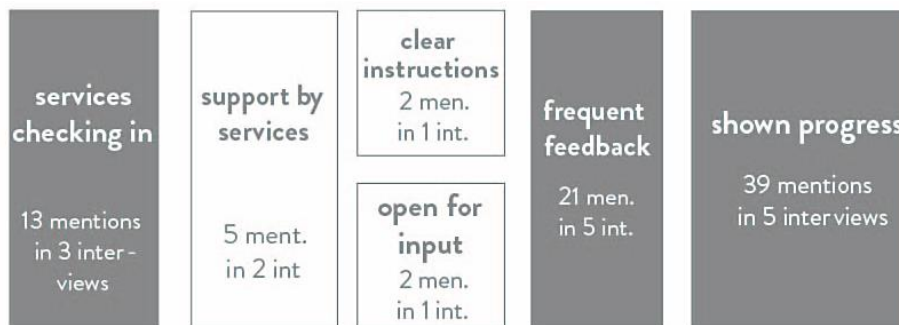 services
checking in
13 mentions
in 3 inter-
views
support by
services
5 ment.
in 2 int
clear
instructions
2 men.
in 1 int.
open for
input
2 men.
in 1 int.
frequent
feedback
21 men.
in 5 int.
shown progress
39 mentions
in 5 interviews